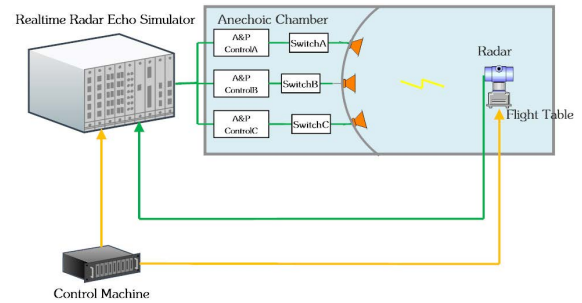 Realtime Radar Echo Simulator
Anechoic Chamber
A&P
ControlA
SwitchA
A&P
ControlB
SwitchB
A&P
ControlC
SwitchC
Radar
Flight Table
Control Machine